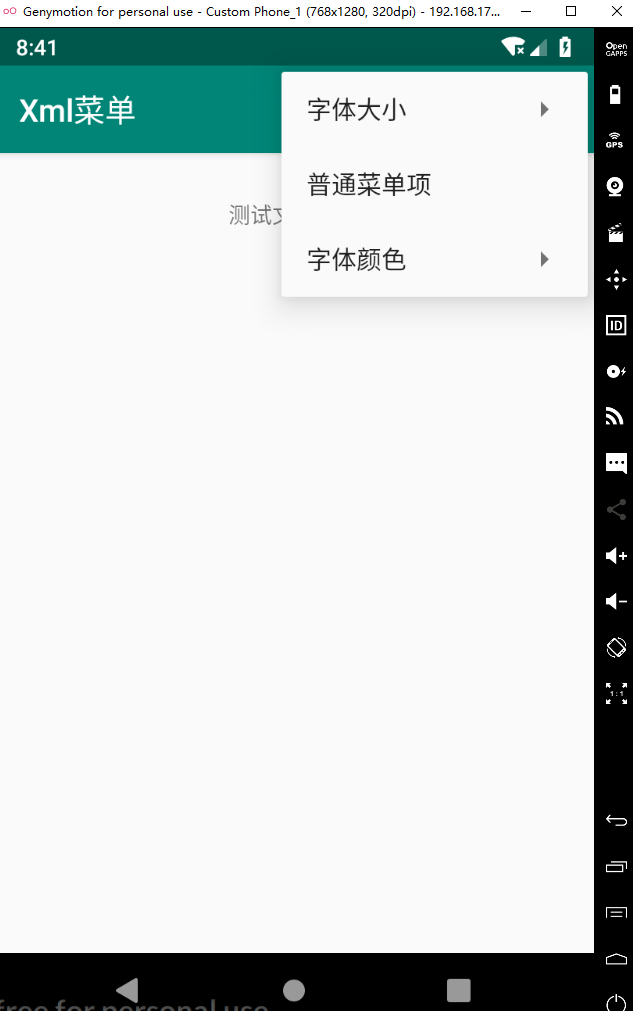 Genymotion for personal use - Custom Phone_1 (768x1280, 320dpi) - 192.168.17...
8:41
Open
GAPPS
Xml菜单
字体大小
GPS
普通菜单项
测试
字体颜色
ID
1:1
free for personal use